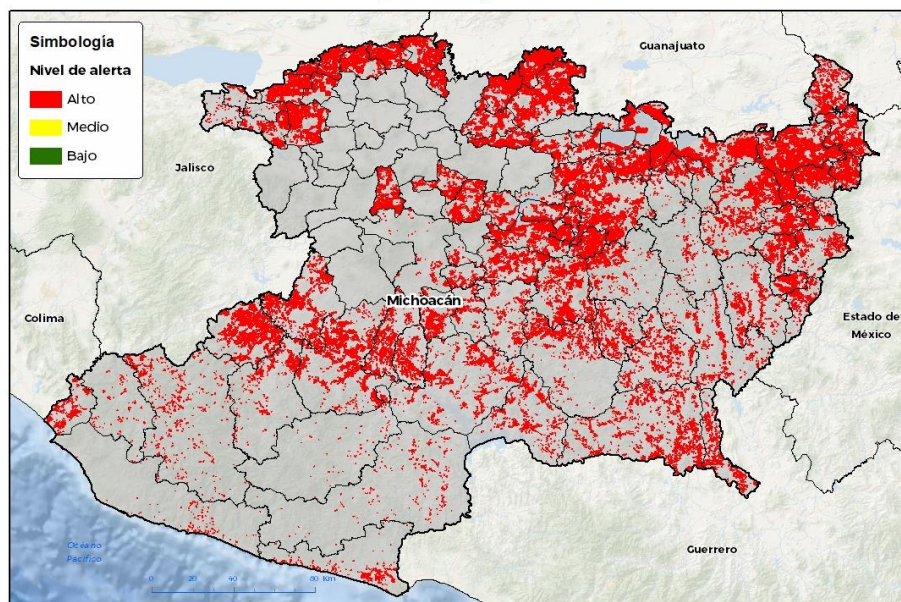 Simbología
Nivel de alerta
Alto
Medio
Bajo
Guanajuato
Jalisco
Michoacán
Colima
Estado de
México
Guerrero
Océano
Pacífico
0 20 40 80 Km